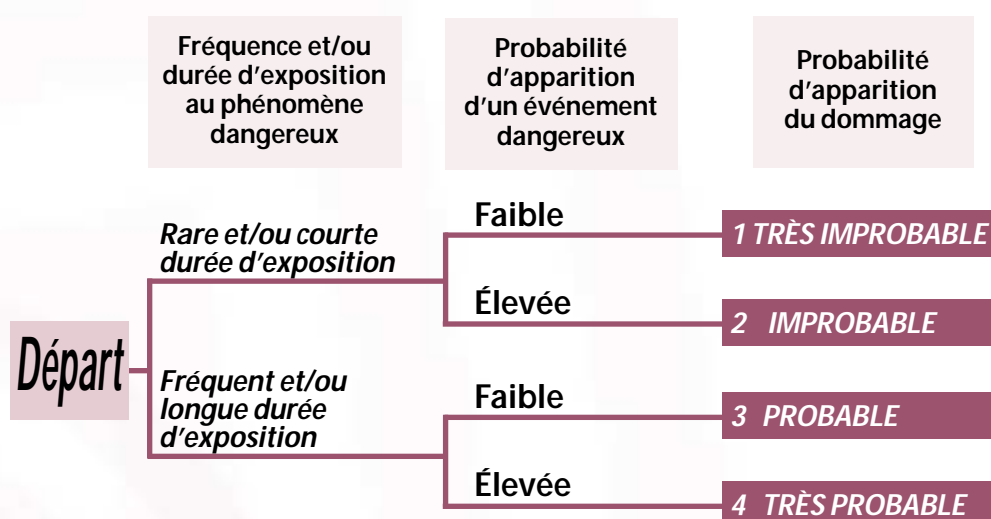 Fréquence et/ou
durée d'exposition
au phénomène
dangereux
Probabilité
d'apparition
d'un événement
dangereux
Probabilité
d'apparition
du dommage
Départ
Rare et/ou courte
durée d'exposition
Faible
1 TRÈS IMPROBABLE
Élevée
2 IMPROBABLE
Fréquent et/ou
longue durée
d'exposition
Faible
3 PROBABLE
Élevée
4 TRÈS PROBABLE